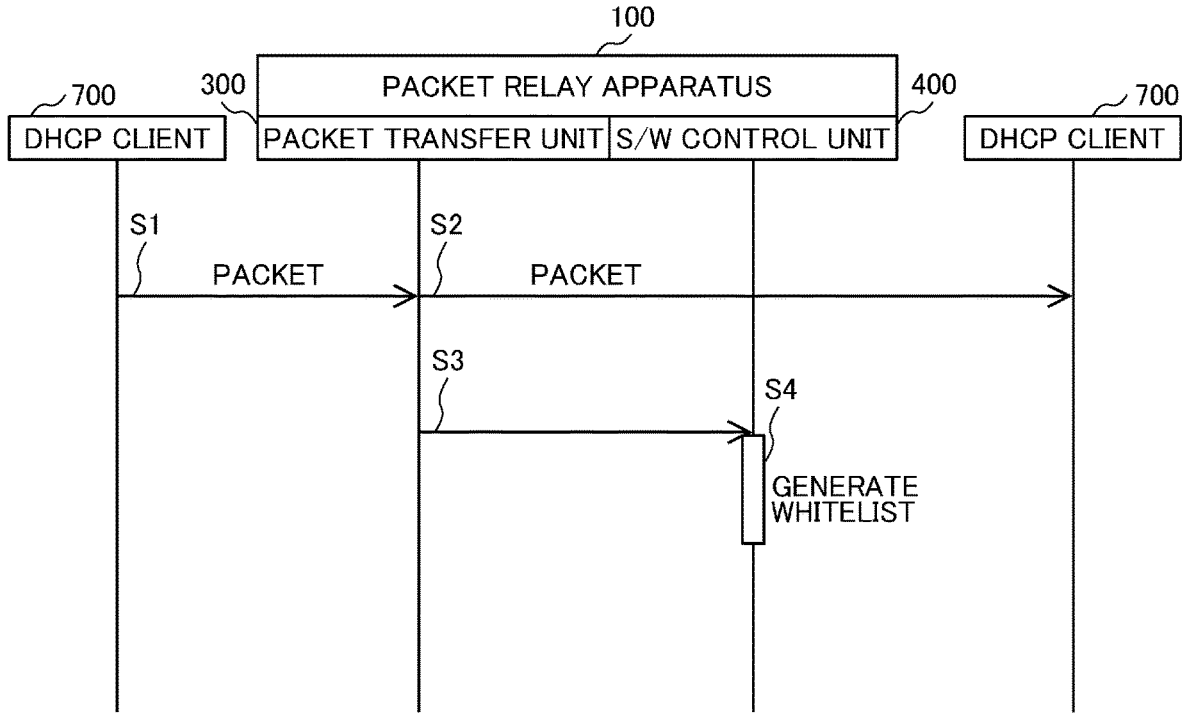 100
PACKET RELAY APPARATUS
700
300
400
700
DHCP CLIENT
PACKET TRANSFER UNIT
S/W CONTROL UNIT
DHCP CLIENT
S1
S2
PACKET
PACKET
S3
S4
GENERATE
WHITELIST